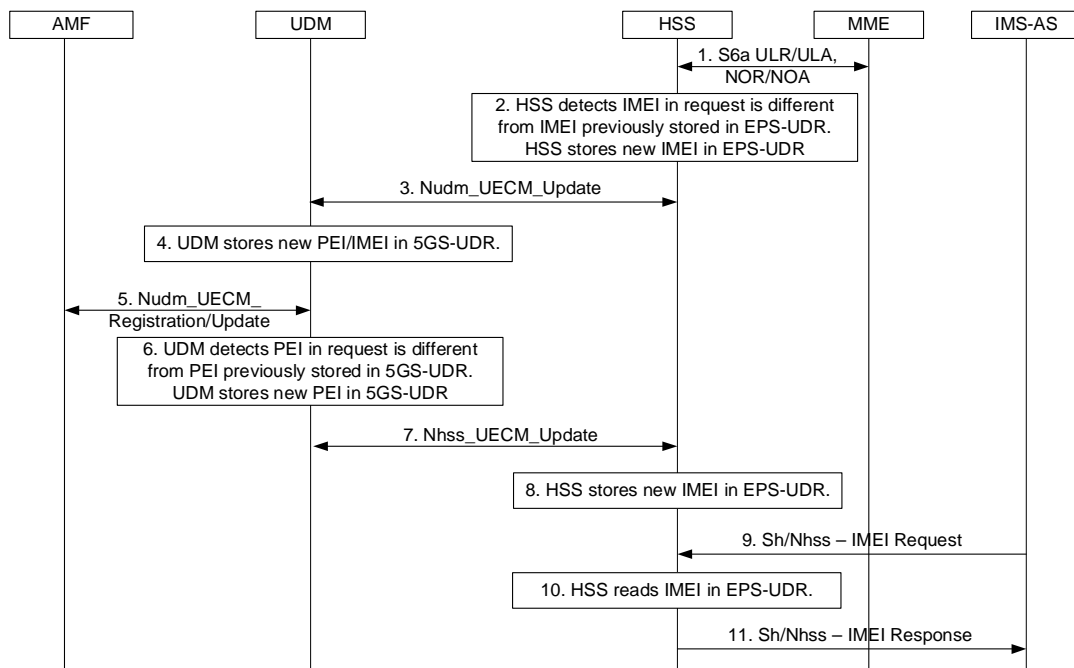 AMF
UDM
HSS
MME
IMS-AS
1. S6a ULR/ULA,
NOR/NOA
2. HSS detects IMEI in request is different
from IMEI previously stored in EPS-UDR.
HSS stores new IMEI in EPS-UDR
3. Nudm_UECM_Update
4. UDM stores new PEI/IMEI in 5GS-UDR.
5. Nudm_UECM_
Registration/Update
6. UDM detects PEI in request is different
from PEI previously stored in 5GS-UDR.
UDM stores new PEI in 5GS-UDR
7. Nhss_UECM_Update
8. HSS stores new IMEI in EPS-UDR.
9. Sh/Nhss – IMEI Request
10. HSS reads IMEI in EPS-UDR.
11. Sh/Nhss – IMEI Response